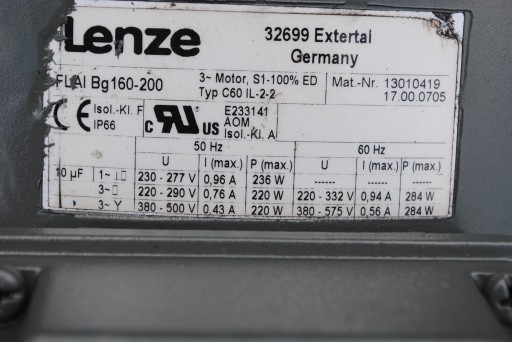 Lenze
32699 Extertal
Germany
FLAI Bg160-200
3~ Motor, S1-100% ED
Typ C60 IL-2-2
Mat.-Nr. 13010419
17.00.0705
CE Isol.-Kl. F
IP66
c UR US
E233141
AOM
Isol.-Kl. A
50 Hz 60 Hz
U I (max.) P (max.) U I (max.) P (max.)
10 µF 1~ 230 - 277 V 0,96 A 236 W ------ ------ -----
3~ 220 - 290 V 0,76 A 220 W 220 - 332 V 0,94 A 284 W
3~ Y 380 - 500 V 0,43 A 220 W 380 - 575 V 0,56 A 284 W